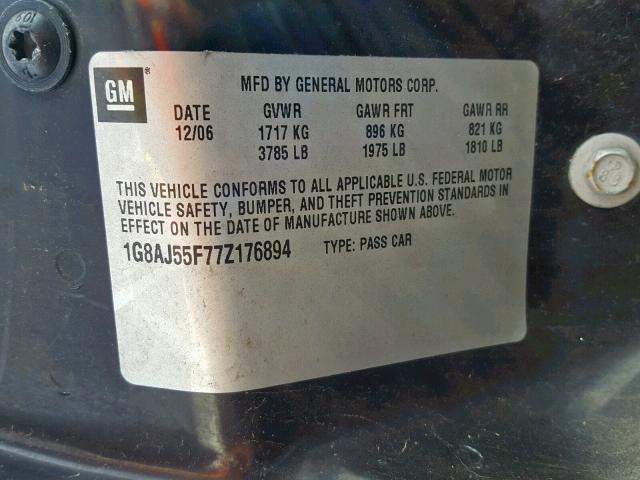 GM® MFD BY GENERAL MOTORS CORP.
DATE GVWR GAWR FRT GAWR RR
12/06 1717 KG 896 KG 821 KG
3785 LB 1975 LB 1810 LB
THIS VEHICLE CONFORMS TO ALL APPLICABLE U.S. FEDERAL MOTOR
VEHICLE SAFETY, BUMPER, AND THEFT PREVENTION STANDARDS IN
EFFECT ON THE DATE OF MANUFACTURE SHOWN ABOVE.
1G8AJ55F77Z176894 TYPE: PASS CAR